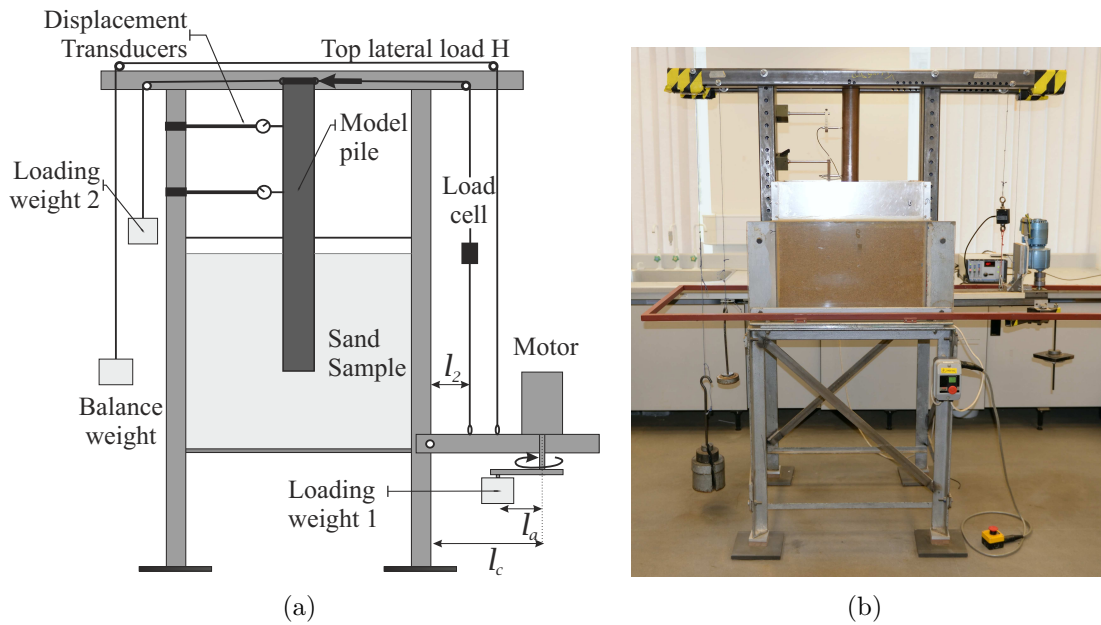 Displacement
Transducers
Top lateral load H
Model
pile
Loading
weight 2
Load
cell
Sand
Sample
l2
Motor
Balance
weight
Loading
weight 1
la
lc
(a)
(b)